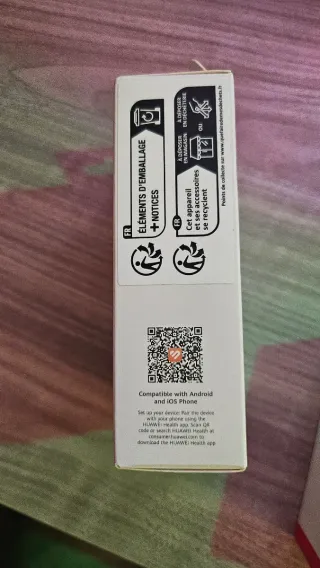 FR
ÉLÉMENTS D'EMBALLAGE
+ NOTICES
FR
Cet appareil
et ses accessoires
se recyclent
À DÉPOSER
EN MAGASIN
OU
À DÉPOSER
EN DÉCHÈTERIE
Points de collecte sur www.quefairedemesdechets.fr
Compatible with Android
and iOS Phone
Set up your device: Pair the device
with your phone using the
HUAWEI Health app. Scan QR
code or search HUAWEI Health at
consumer.huawei.com to
download the HUAWEI Health app